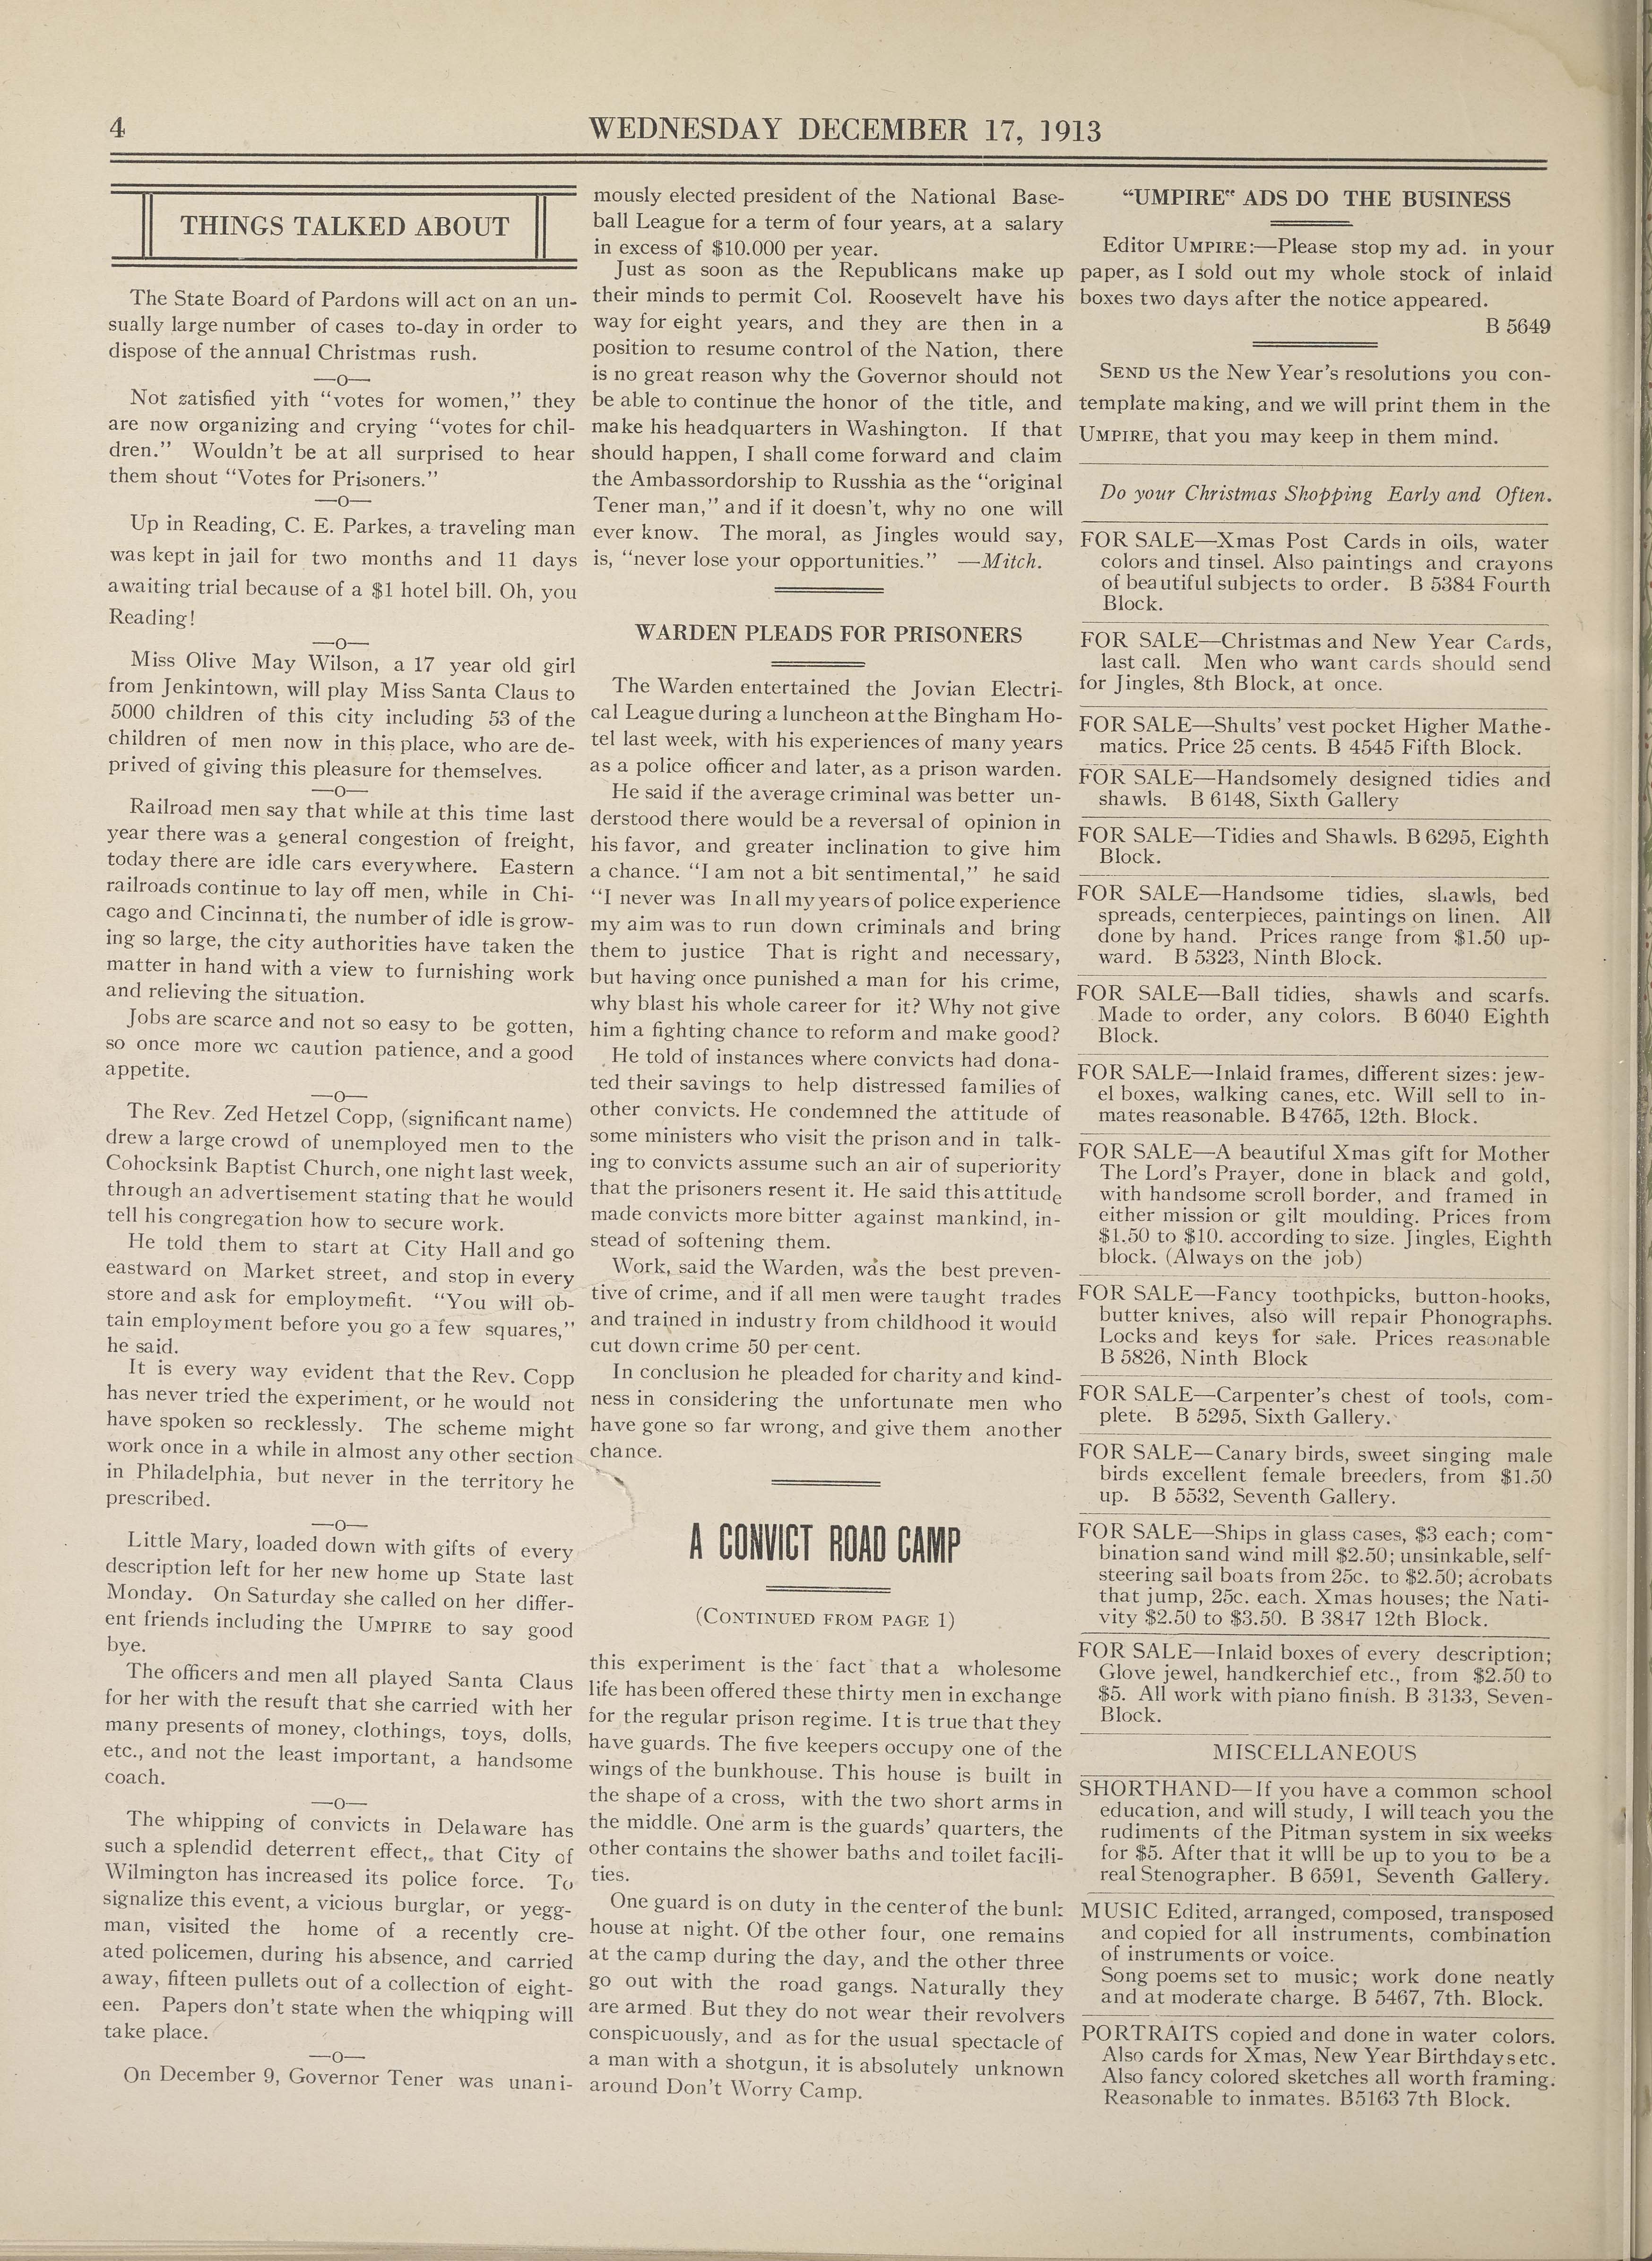 4
WEDNESDAY DECEMBER 17, 1913
THINGS TALKED ABOUT
The State Board of Pardons will act on an un-
sually large number of cases to-day in order to
dispose of the annual Christmas rush.
—o—
Not satisfied yith “votes for women,” they
are now organizing and crying “votes for chil-
dren.” Wouldn’t be at all surprised to hear
them shout “Votes for Prisoners.”
—o—
Up in Reading, C. E. Parkes, a traveling man
was kept in jail for two months and 11 days
awaiting trial because of a $1 hotel bill. Oh, you
Reading!
—o—
Miss Olive May Wilson, a 17 year old girl
from Jenkintown, will play Miss Santa Claus to
5000 children of this city including 53 of the
children of men now in this place, who are de-
prived of giving this pleasure for themselves.
—o—
Railroad men say that while at this time last
year there was a general congestion of freight,
today there are idle cars everywhere. Eastern
railroads continue to lay off men, while in Chi-
cago and Cincinnati, the number of idle is grow-
ing so large, the city authorities have taken the
matter in hand with a view to furnishing work
and relieving the situation.
Jobs are scarce and not so easy to be gotten,
so once more wc caution patience, and a good
appetite.
—o—
The Rev. Zed Hetzel Copp, (significant name)
drew a large crowd of unemployed men to the
Cohocksink Baptist Church, one night last week,
through an advertisement stating that he would
tell his congregation how to secure work.
He told them to start at City Hall and go
eastward on Market street, and stop in every
store and ask for employmefit. “You will ob-
tain employment before you go a few squares,”
he said.
It is every way evident that the Rev. Copp
has never tried the experiment, or he would not
have spoken so recklessly. The scheme might
work once in a while in almost any other section
in Philadelphia, but never in the territory he
prescribed.
—o—
Little Mary, loaded down with gifts of every
description left for her new home up State last
Monday. On Saturday she called on her differ-
ent friends including the UMPIRE to say good
bye.
The officers and men all played Santa Claus
for her with the resuft that she carried with her
many presents of money, clothings, toys, dolls,
etc., and not the least important, a handsome
coach.
—o—
The whipping of convicts in Delaware has
such a splendid deterrent effect,. that City of
Wilmington has increased its police force. To
signalize this event, a vicious burglar, or yegg-
man, visited the home of a recently cre-
ated policemen, during his absence, and carried
away, fifteen pullets out of a collection of eight-
een. Papers don’t state when the whiqping will
take place.
—o—
On December 9, Governor Tener was unani-
mously elected president of the National Base-
ball League for a term of four years, at a salary
in excess of $10.000 per year.
Just as soon as the Republicans make up
their minds to permit Col. Roosevelt have his
way for eight years, and they are then in a
position to resume control of the Nation, there
is no great reason why the Governor should not
be able to continue the honor of the title, and
make his headquarters in Washington. If that
should happen, I shall come forward and claim
the Ambassordorship to Russhia as the “original
Tener man,” and if it doesn’t, why no one will
ever know. The moral, as Jingles would say,
is, “never lose your opportunities.” —Mitch.
WARDEN PLEADS FOR PRISONERS
The Warden entertained the Jovian Electri-
cal League during a luncheon at the Bingham Ho-
tel last week, with his experiences of many years
as a police officer and later, as a prison warden.
He said if the average criminal was better un-
derstood there would be a reversal of opinion in
his favor, and greater inclination to give him
a chance. “I am not a bit sentimental,” he said
“I never was In all my years of police experience
my aim was to run down criminals and bring
them to justice That is right and necessary,
but having once punished a man for his crime,
why blast his whole career for it? Why not give
him a fighting chance to reform and make good?
He told of instances where convicts had dona-
ted their savings to help distressed families of
other convicts. He condemned the attitude of
some ministers who visit the prison and in talk-
ing to convicts assume such an air of superiority
that the prisoners resent it. He said this attitude
made convicts more bitter against mankind, in-
stead of softening them.
Work, said the Warden, was the best preven-
tive of crime, and if all men were taught trades
and trained in industry from childhood it would
cut down crime 50 per cent.
In conclusion he pleaded for charity and kind-
ness in considering the unfortunate men who
have gone so far wrong, and give them another
chance.
A CONVICT ROAD CAMP
(CONTINUED FROM PAGE 1)
this experiment is the fact that a wholesome
life has been offered these thirty men in exchange
for the regular prison regime. It is true that they
have guards. The five keepers occupy one of the
wings of the bunkhouse. This house is built in
the shape of a cross, with the two short arms in
the middle. One arm is the guards’ quarters, the
other contains the shower baths and toilet facili-
ties.
One guard is on duty in the center of the bunk
house at night. Of the other four, one remains
at the camp during the day, and the other three
go out with the road gangs. Naturally they
are armed. But they do not wear their revolvers
conspicuously, and as for the usual spectacle of
a man with a shotgun, it is absolutely unknown
around Don’t Worry Camp.
“UMPIRE“ ADS DO THE BUSINESS
Editor UMPIRE:—Please stop my ad. in your
paper, as I sold out my whole stock of inlaid
boxes two days after the notice appeared.
B 5649
SEND US the New Year’s resolutions you con-
template making, and we will print them in the
UMPIRE, that you may keep in them mind.
Do your Christmas Shopping Early and Often.
FOR SALE—Xmas Post Cards in oils, water
colors and tinsel. Also paintings and crayons
of beautiful subjects to order. B 5384 Fourth
Block.
FOR SALE—Christmas and New Year Cards,
last call. Men who want cards should send
for Jingles, 8th Block, at once.
FOR SALE—Shults’ vest pocket Higher Mathe-
matics. Price 25 cents. B 4545 Fifth Block.
FOR SALE—Handsomely designed tidies and
shawls. B 6148, Sixth Gallery
FOR SALE—Tidies and Shawls. B 6295, Eighth
Block.
FOR SALE—Handsome tidies, shawls, bed
spreads, centerpieces, paintings on linen. All
done by hand. Prices range from $1.50 up-
ward. B 5323, Ninth Block.
FOR SALE—Ball tidies, shawls and scarfs.
Made to order, any colors. B 6040 Eighth
Block.
FOR SALE—Inlaid frames, different sizes: jew-
el boxes, walking canes, etc. Will sell to in-
mates reasonable. B 4765, 12th. Block.
FOR SALE—A beautiful Xmas gift for Mother
The Lord’s Prayer, done in black and gold,
with handsome scroll border, and framed in
either mission or gilt moulding. Prices from
$1.50 to $10. according to size. Jingles, Eighth
block. (Always on the job)
FOR SALE—Fancy toothpicks, button-hooks,
butter knives, also will repair Phonographs.
Locks and keys for sale. Prices reasonable
B 5826, Ninth Block
FOR SALE—Carpenter’s chest of tools, com-
plete. B 5295, Sixth Gallery.
FOR SALE—Canary birds, sweet singing male
birds excellent female breeders, from $1.50
up. B 5532, Seventh Gallery.
FOR SALE—Ships in glass cases, $3 each; com-
bination sand wind mill $2.50; unsinkable, self-
steering sail boats from 25c. to $2.50; acrobats
that jump, 25c. each. Xmas houses; the Nati-
vity $2.50 to $3.50. B 3847 12th Block.
FOR SALE—Inlaid boxes of every description;
Glove jewel, handkerchief etc., from $2.50 to
$5. All work with piano finish. B 3133, Seven-
Block.
MISCELLANEOUS
SHORTHAND—If you have a common school
education, and will study, I will teach you the
rudiments of the Pitman system in six weeks
for $5. After that it wlll be up to you to be a
real Stenographer. B 6591, Seventh Gallery.
MUSIC Edited, arranged, composed, transposed
and copied for all instruments, combination
of instruments or voice.
Song poems set to music; work done neatly
and at moderate charge. B 5467, 7th. Block.
PORTRAITS copied and done in water colors.
Also cards for Xmas, New Year Birthdays etc.
Also fancy colored sketches all worth framing.
Reasonable to inmates. B5163 7th Block.